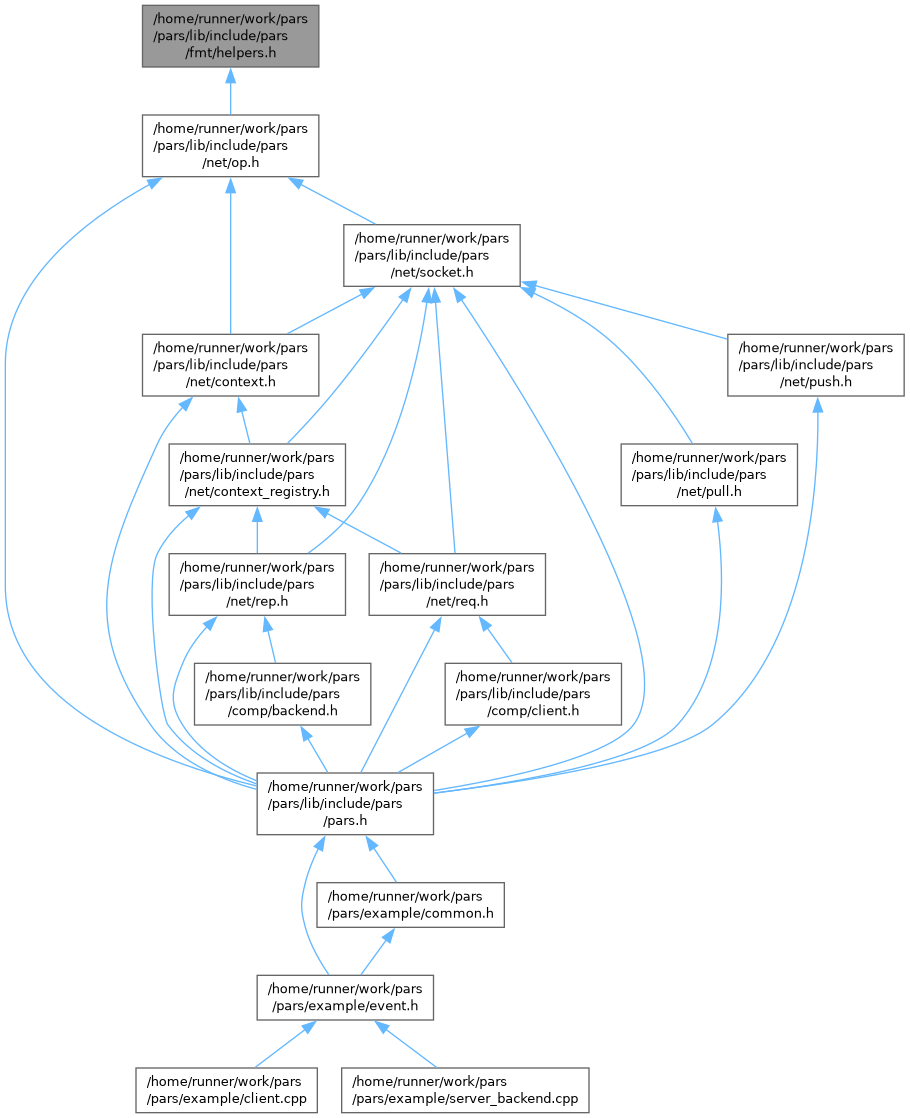 /home/runner/work/pars
/pars/lib/include/pars
/fmt/helpers.h
/home/runner/work/pars
/pars/lib/include/pars
/net/op.h
/home/runner/work/pars
/pars/lib/include/pars
/net/socket.h
/home/runner/work/pars
/pars/lib/include/pars
/net/context.h
/home/runner/work/pars
/pars/lib/include/pars
/net/push.h
/home/runner/work/pars
/pars/lib/include/pars
/net/context_registry.h
/home/runner/work/pars
/pars/lib/include/pars
/net/pull.h
/home/runner/work/pars
/pars/lib/include/pars
/net/rep.h
/home/runner/work/pars
/pars/lib/include/pars
/net/req.h
/home/runner/work/pars
/pars/lib/include/pars
/comp/backend.h
/home/runner/work/pars
/pars/lib/include/pars
/comp/client.h
/home/runner/work/pars
/pars/lib/include/pars
/pars.h
/home/runner/work/pars
/pars/example/common.h
/home/runner/work/pars
/pars/example/event.h
/home/runner/work/pars
/pars/example/client.cpp
/home/runner/work/pars
/pars/example/server_backend.cpp